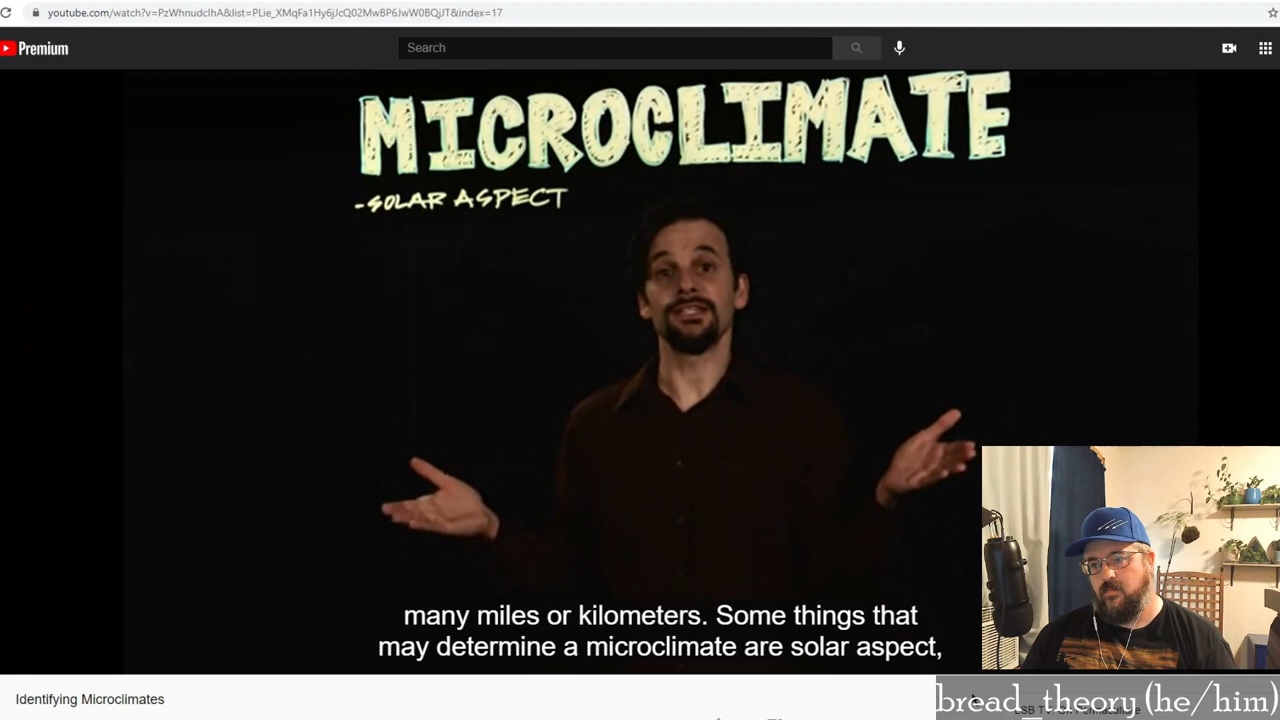 youtube.com/watch?v=PzWhnudclhA&list=PLie_XMqFa1Hy6jJcQ02MwBP6JwW0BQjJT&index=17
Premium
Search
MICROCLIMATE
-SOLAR ASPECT
many miles or kilometers. Some things that
may determine a microclimate are solar aspect,
Identifying Microclimates
bread_theory (he/him)